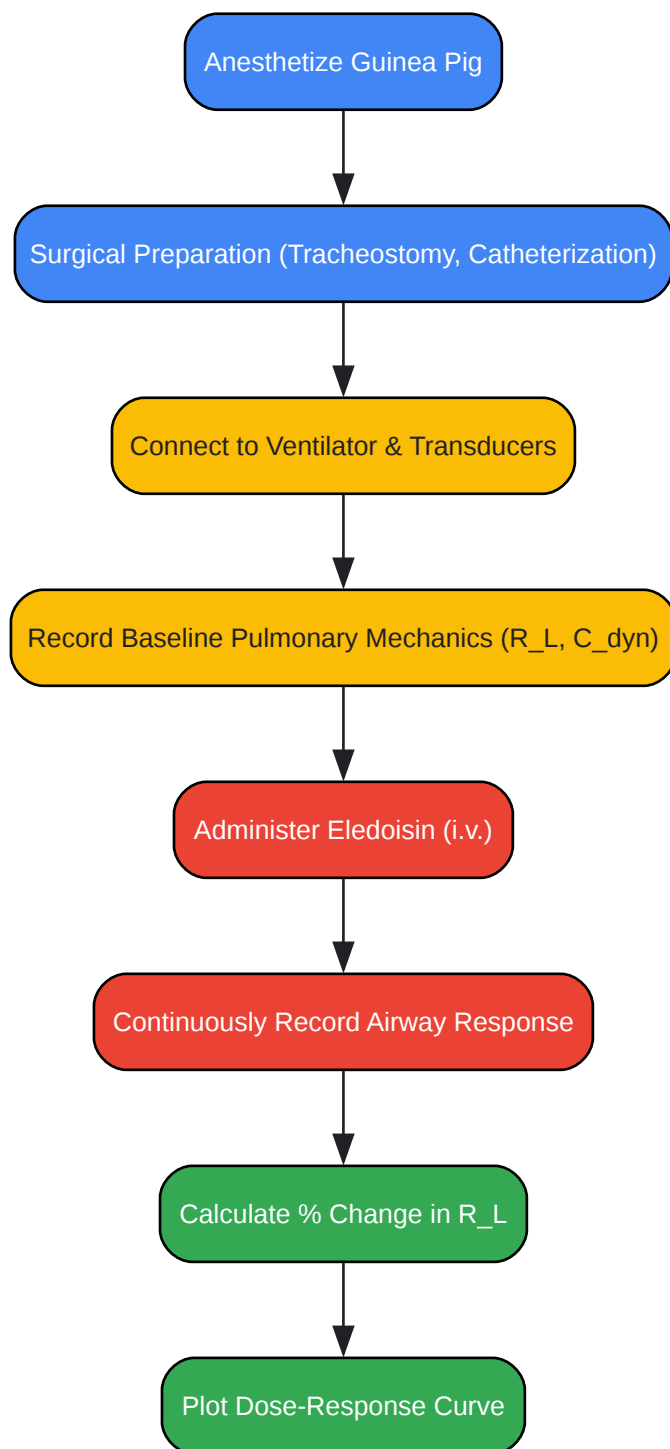 Anesthetize Guinea Pig
Surgical Preparation (Tracheostomy, Catheterization)
Connect to Ventilator & Transducers
Record Baseline Pulmonary Mechanics (R_L, C_dyn)
Administer Eledoisin (i.v.)
Continuously Record Airway Response
Calculate % Change in R_L
Plot Dose-Response Curve